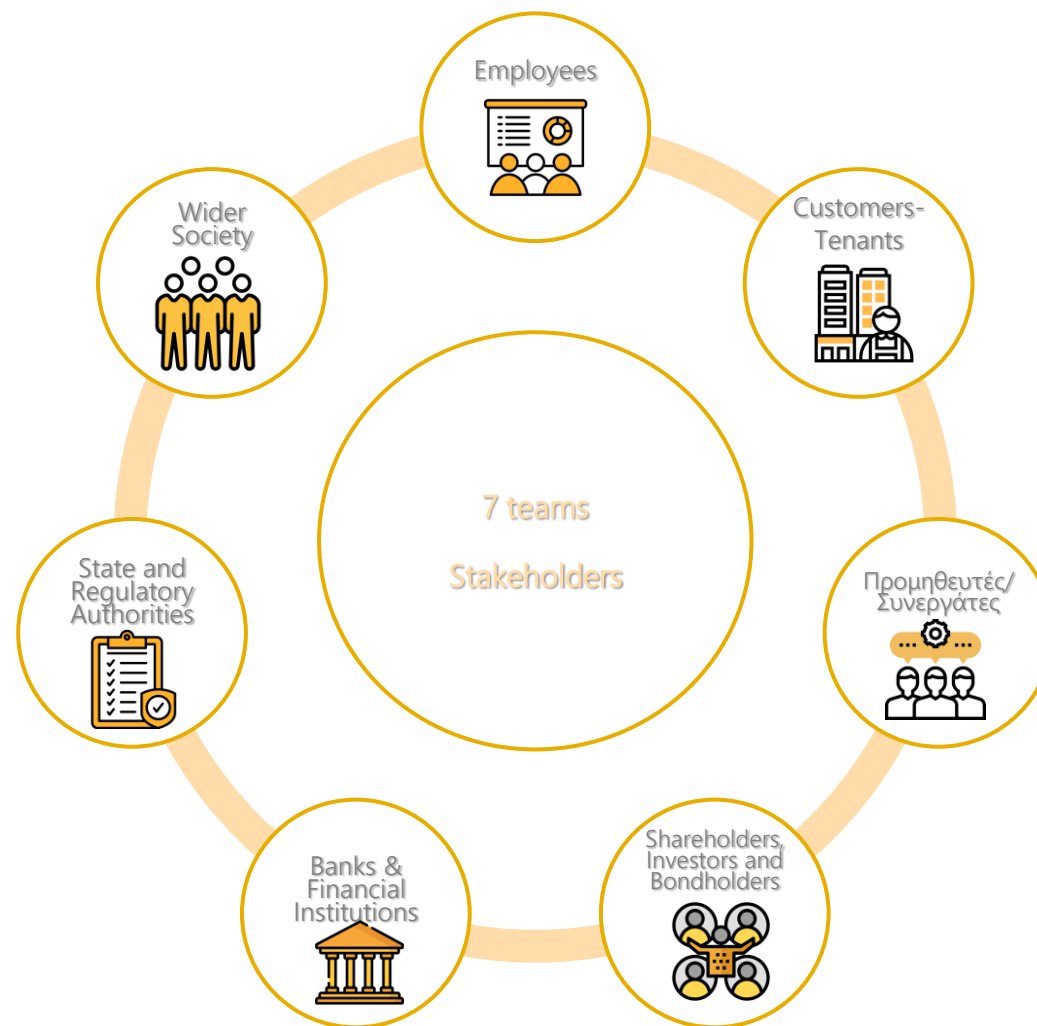 Employees
Customers-
Tenants
Προμηθευτές/
Συνεργάτες
Shareholders,
Investors and
Bondholders
Banks &
Financial
Institutions
State and
Regulatory
Authorities
Wider
Society
7 teams
Stakeholders